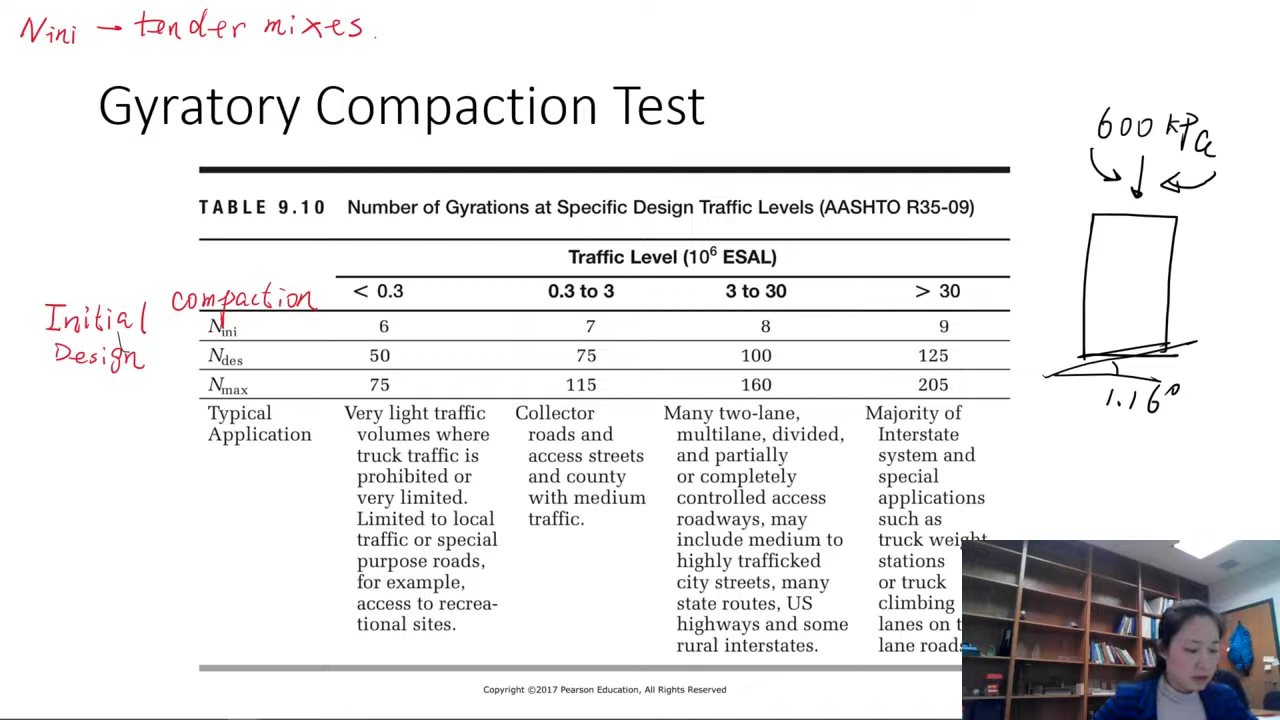 Nini – tender mixes.
Gyratory Compaction Test
600 kPa
TABLE 9.10 Number of Gyrations at Specific Design Traffic Levels (AASHTO R35-09)
Traffic Level (10⁶ ESAL)
< 0.3 0.3 to 3 3 to 30 > 30
Initial compaction
Nini 6 7 8 9
Design
Ndes 50 75 100 125
Nmax 75 115 160 205
1.16°
Typical
Application
Very light traffic
volumes where
truck traffic is
prohibited or
very limited.
Limited to local
traffic or special
purpose roads,
for example,
access to recrea-
tional sites.
Collector
roads and
access streets
and county
with medium
traffic.
Many two-lane,
multilane, divided,
and partially
or completely
controlled access
roadways, may
include medium to
highly trafficked
city streets, many
state routes, US
highways and some
rural interstates.
Majority of
Interstate
system and
special
applications
such as
truck weight
stations
or truck
climbing
lanes on
lane roads
Copyright ©2017 Pearson Education, All Rights Reserved